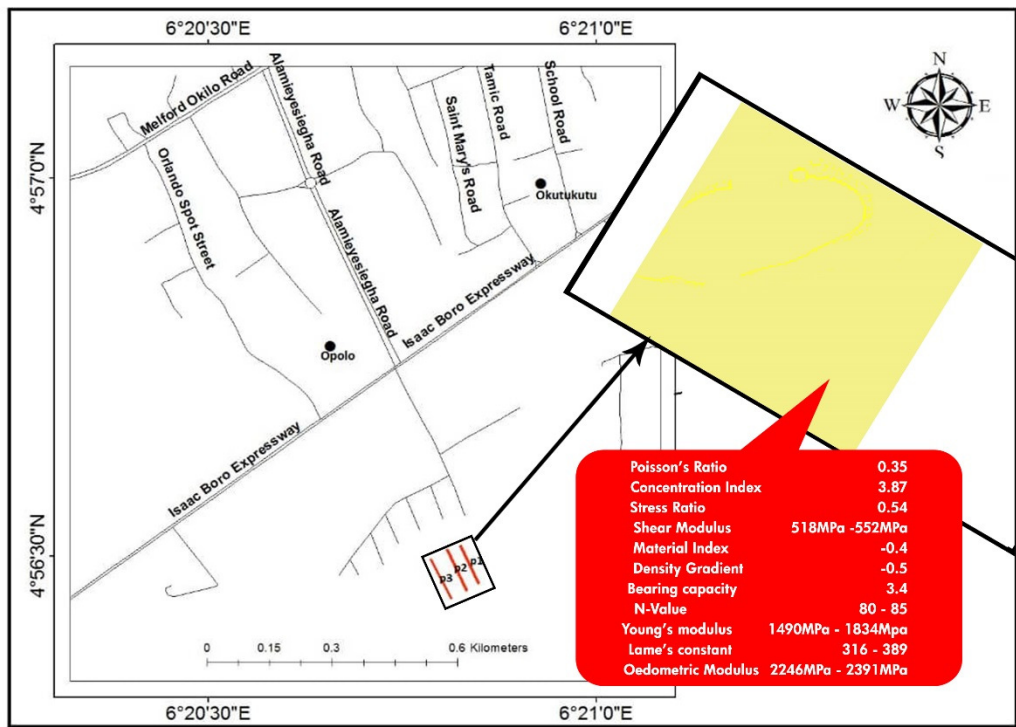 6°20'30"E
6°21'0"E
N
W
E
S
4°57'0"N
4°56'30"N
Melford Okilo Road
Alamieyesiegha Road
Orlando Spot Street
Saint Mary's Road
Tamic Road
School Road
Okutukutu
Alamieyesiegha Road
Isaac Boro Expressway
Opolo
Isaac Boro Expressway
p3 p2 p1
0 0.15 0.3 0.6 Kilometers
Poisson's Ratio 0.35
Concentration Index 3.87
Stress Ratio 0.54
Shear Modulus 518MPa -552MPa
Material Index -0.4
Density Gradient -0.5
Bearing capacity 3.4
N-Value 80 - 85
Young's modulus 1490MPa - 1834Mpa
Lame's constant 316 - 389
Oedometric Modulus 2246MPa - 2391MPa
6°20'30"E
6°21'0"E